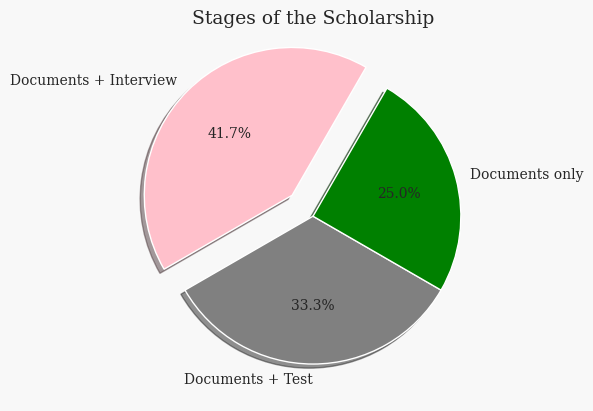 Stages of the Scholarship
Documents + Interview
41.7%
Documents only
25.0%
33.3%
Documents + Test